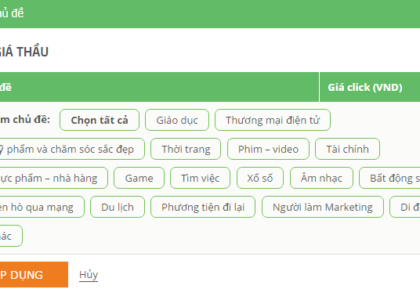 hủ đề
GIÁ THẦU
đề Giá click (VND)
m chủ đề: Chọn tất cả Giáo dục Thương mại điện tử
ỹ phẩm và chăm sóc sắc đẹp Thời trang Phim – video Tài chính
ực phẩm – nhà hàng Game Tìm việc Xổ số Âm nhạc Bất động s
ẹn hò qua mạng Du lịch Phương tiện đi lại Người làm Marketing Di đ
ác
P DỤNG Hủy